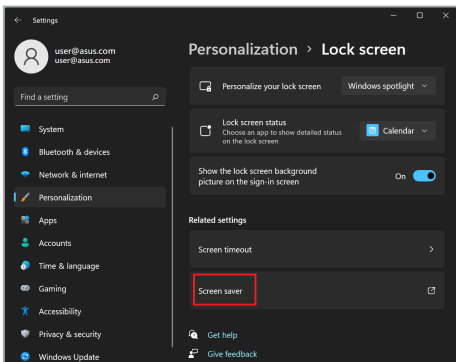 Settings
user@asus.com
user@asus.com
Find a setting
System
Bluetooth & devices
Network & internet
Personalization
Apps
Accounts
Time & language
Gaming
Accessibility
Privacy & security
Windows Update
Personalization > Lock screen
Personalize your lock screen
Windows spotlight
Lock screen status
Choose an app to show detailed status
on the lock screen
Calendar
Show the lock screen background
picture on the sign-in screen
On
Related settings
Screen timeout
Screen saver
Get help
Give feedback